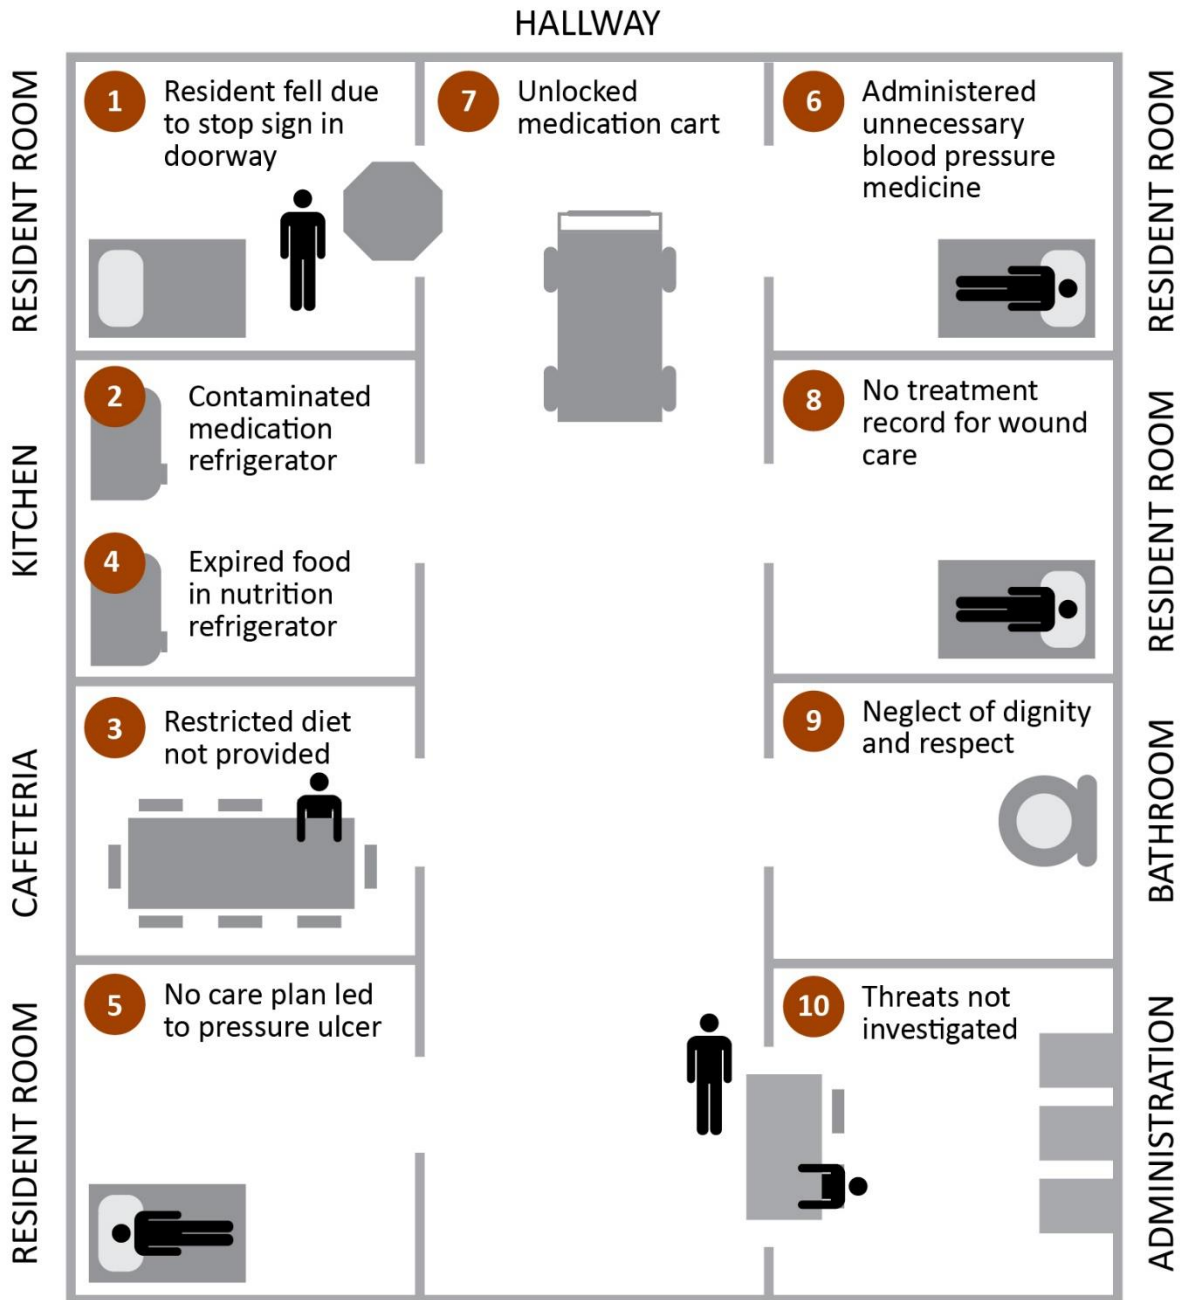 HALLWAY
RESIDENT ROOM
1
Resident fell due
to stop sign in
doorway
7
Unlocked
medication cart
6
Administered
unnecessary
blood pressure
medicine
RESIDENT ROOM
KITCHEN
2
Contaminated
medication
refrigerator
4
Expired food
in nutrition
refrigerator
8
No treatment
record for wound
care
RESIDENT ROOM
CAFETERIA
3
Restricted diet
not provided
9
Neglect of dignity
and respect
BATHROOM
RESIDENT ROOM
5
No care plan led
to pressure ulcer
10
Threats not
investigated
ADMINISTRATION